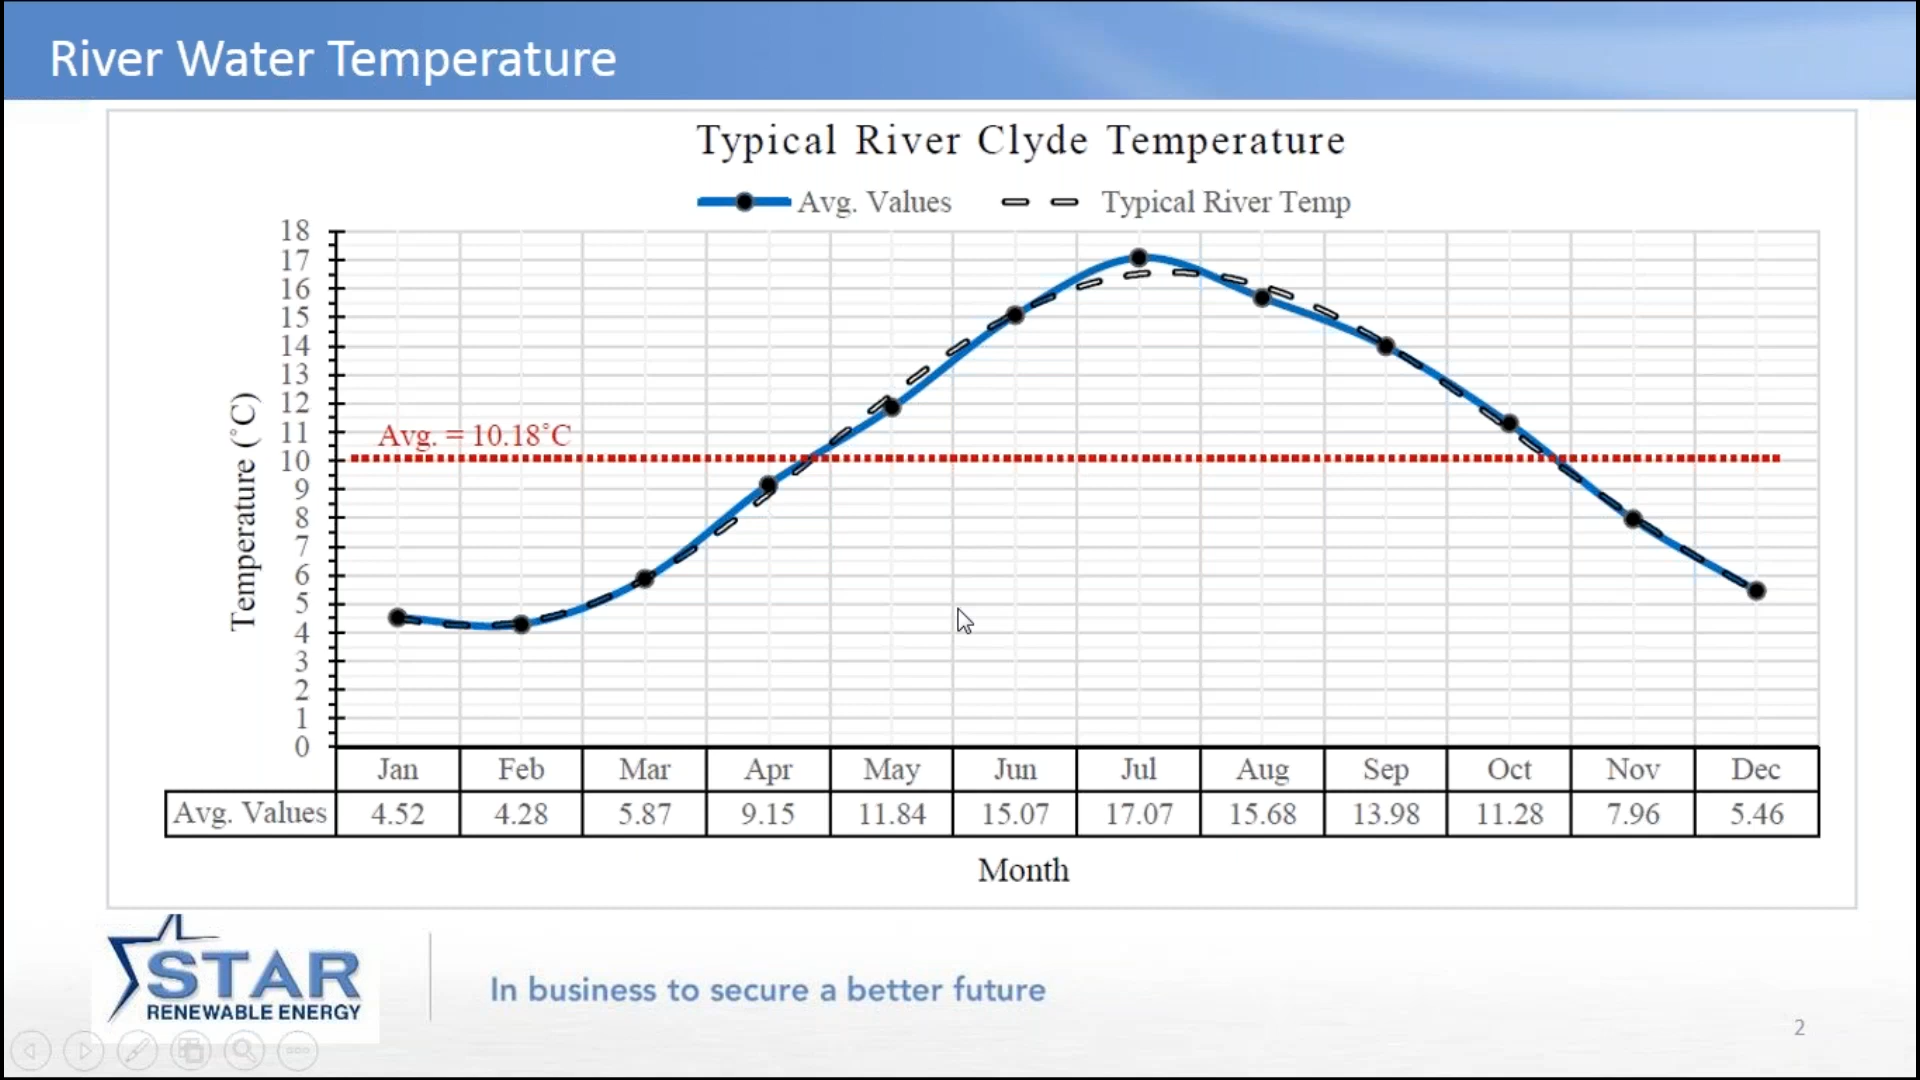 River Water Temperature
Typical River Clyde Temperature
Avg. Values Typical River Temp
18
17
16
15
14
13
12
11
10
9
8
7
6
5
4
3
2
1
0
Temperature (˚C)
Avg. = 10.18˚C
Jan Feb Mar Apr May Jun Jul Aug Sep Oct Nov Dec
Avg. Values 4.52 4.28 5.87 9.15 11.84 15.07 17.07 15.68 13.98 11.28 7.96 5.46
Month
STAR
RENEWABLE ENERGY
In business to secure a better future
2